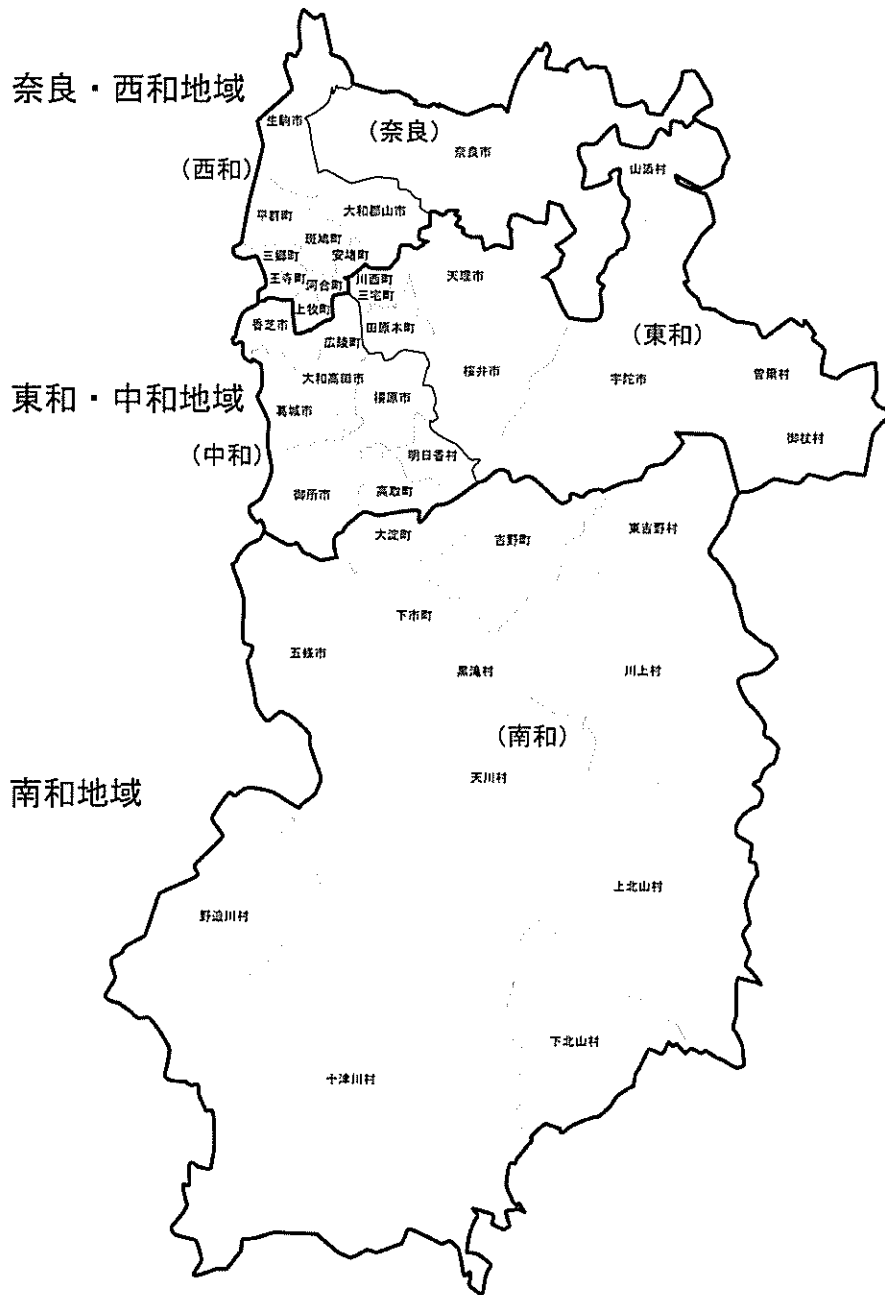 奈良・西和地域
生駒市
(奈良)
奈良市
(西和)
山添村
平群町
大和郡山市
斑鳩町
三郷町
安堵町
王寺町
河合町
川西町
天理市
三宅町
上牧町
香芝市
田原本町
広陵町
(東和)
東和・中和地域
大和高田市
桜井市
宇陀市
曽爾村
葛城市
橿原市
御杖村
(中和)
明日香村
御所市
高取町
大淀町
吉野町
東吉野村
下市町
五條市
黒滝村
川上村
(南和)
天川村
南和地域
上北山村
野迫川村
下北山村
十津川村